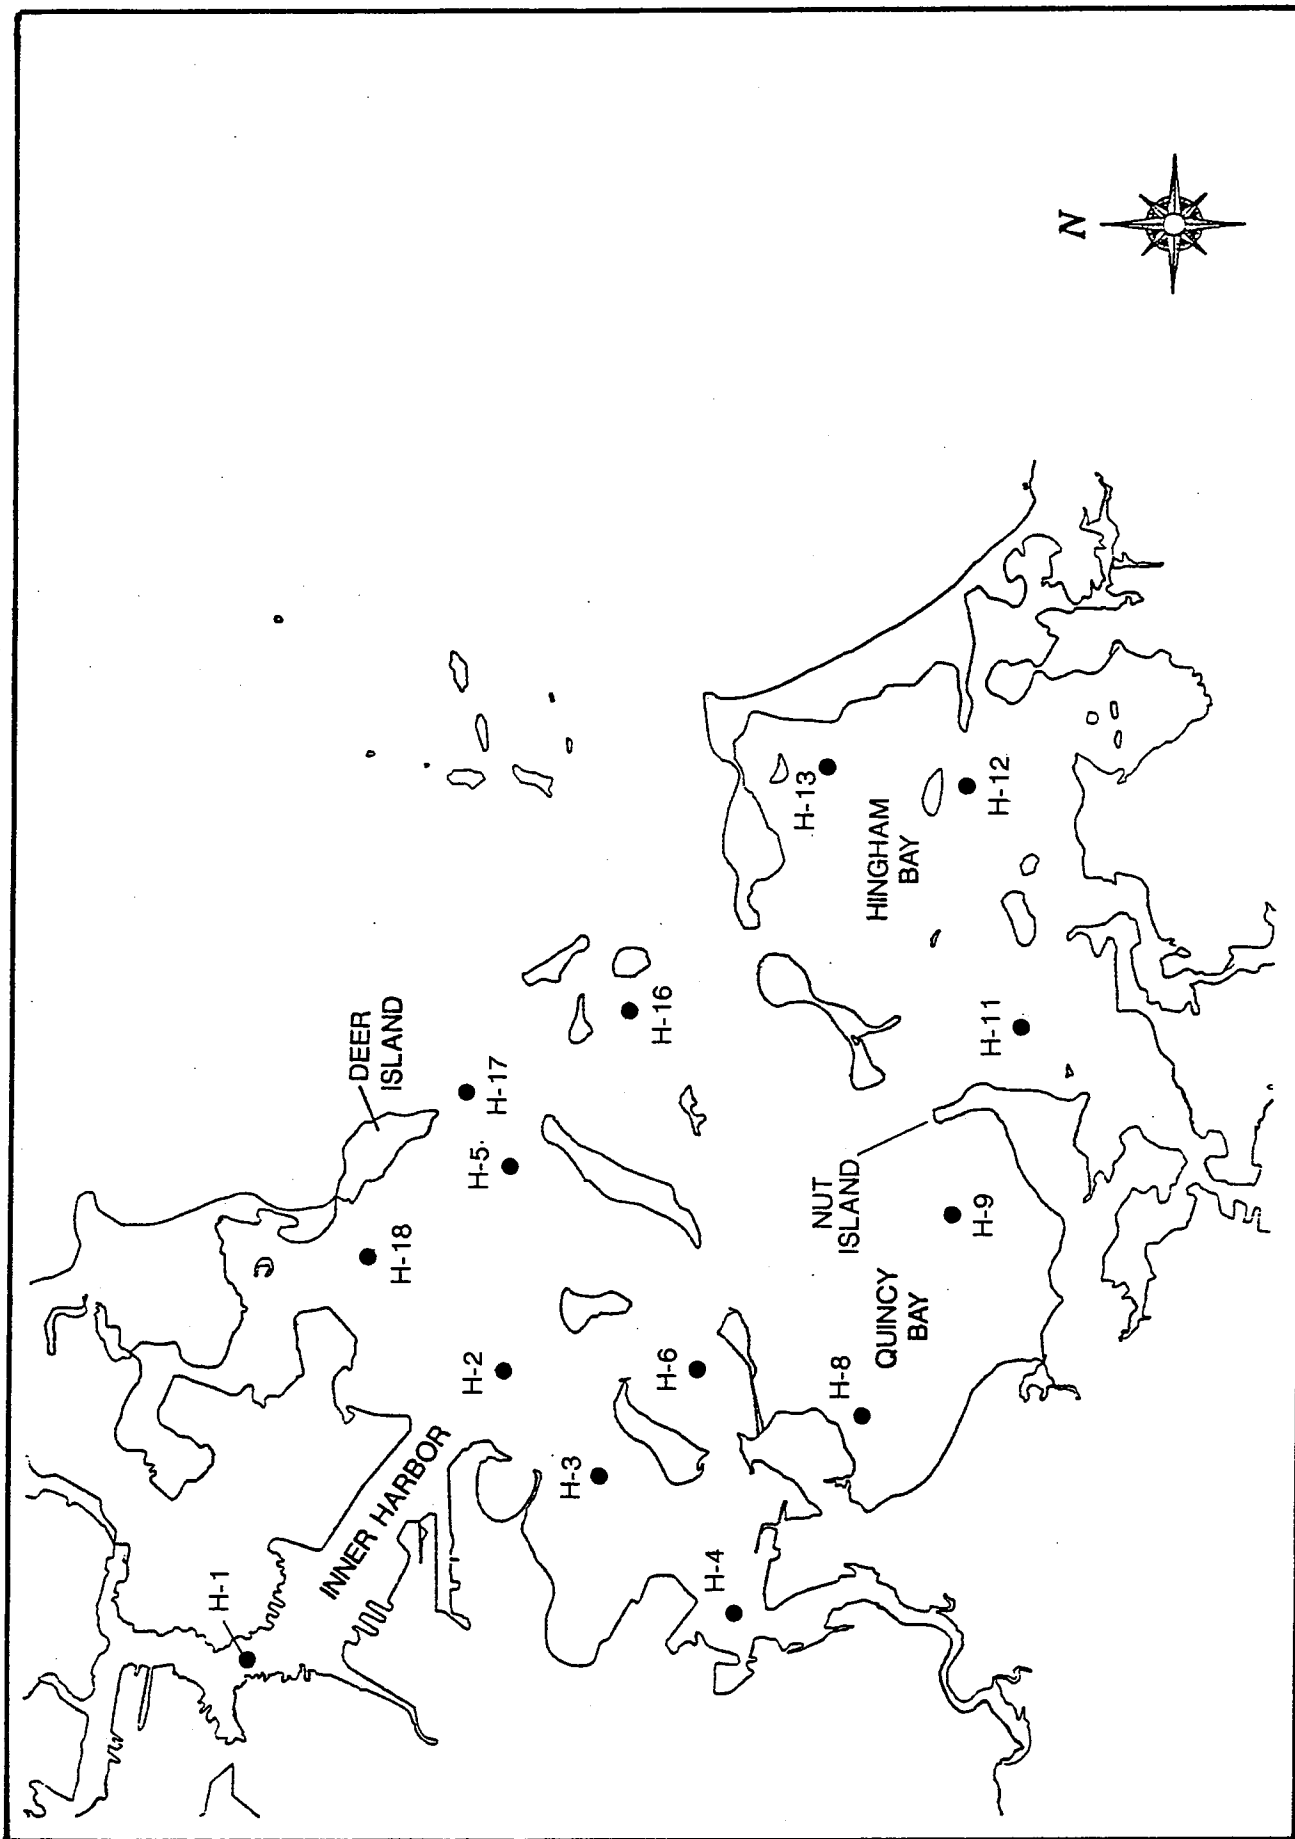 N
DEER
ISLAND
H-1
INNER HARBOR
H-18
H-17
H-5
H-2
H-16
H-3
H-6
H-4
H-13
HINGHAM
BAY
H-12
NUT
ISLAND
H-11
H-8
QUINCY
BAY
H-9